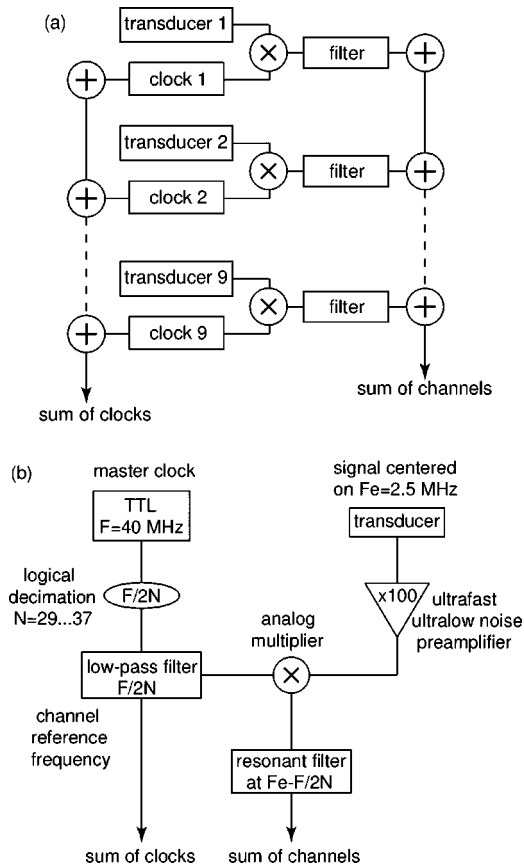 (a)
transducer 1
×
filter
+
+
clock 1
transducer 2
×
filter
+
+
clock 2
transducer 9
×
filter
+
+
clock 9
sum of clocks
sum of channels
(b)
master clock
TTL
F=40 MHz
logical
decimation
N=29...37
F/2N
low-pass filter
F/2N
channel
reference
frequency
sum of clocks
signal centered
on Fe=2.5 MHz
transducer
x100
ultrafast
ultralow noise
preamplifier
analog
multiplier
×
resonant filter
at Fe-F/2N
sum of channels